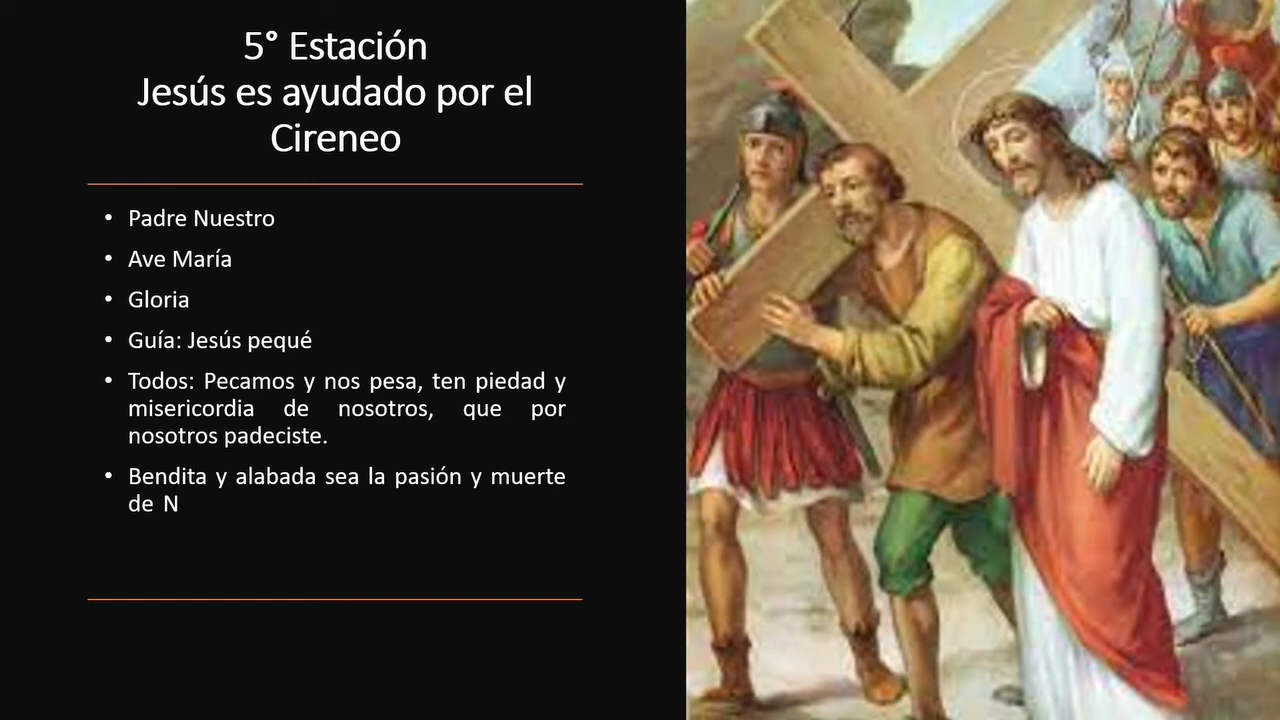 5° Estación
Jesús es ayudado por el
Cireneo
• Padre Nuestro
• Ave María
• Gloria
• Guía: Jesús pequé
• Todos: Pecamos y nos pesa, ten piedad y
misericordia de nosotros, que por
nosotros padeciste.
• Bendita y alabada sea la pasión y muerte
de N